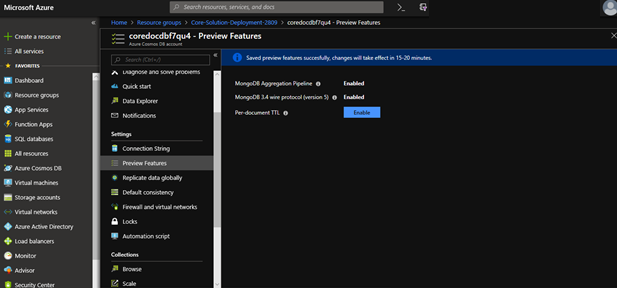 Microsoft Azure
Search resources, services, and docs
Create a resource
All services
FAVORITES
Dashboard
Resource groups
App Services
Function Apps
SQL databases
All resources
Azure Cosmos DB
Virtual machines
Storage accounts
Virtual networks
Azure Active Directory
Load balancers
Monitor
Advisor
Security Center
Home > Resource groups > Core-Solution-Deployment-2809 > coredocdbf7qu4 - Preview Features
coredocdbf7qu4 - Preview Features
Azure Cosmos DB account
Search (Ctrl+/)
Diagnose and solve problems
Quick start
Data Explorer
Notifications
Settings
Connection String
Preview Features
Replicate data globally
Default consistency
Firewall and virtual networks
Locks
Automation script
Collections
Browse
Scale
Saved preview features succesfully, changes will take effect in 15-20 minutes.
MongoDB Aggregation Pipeline Enabled
MongoDB 3.4 wire protocol (version 5) Enabled
Per-document TTL Enable